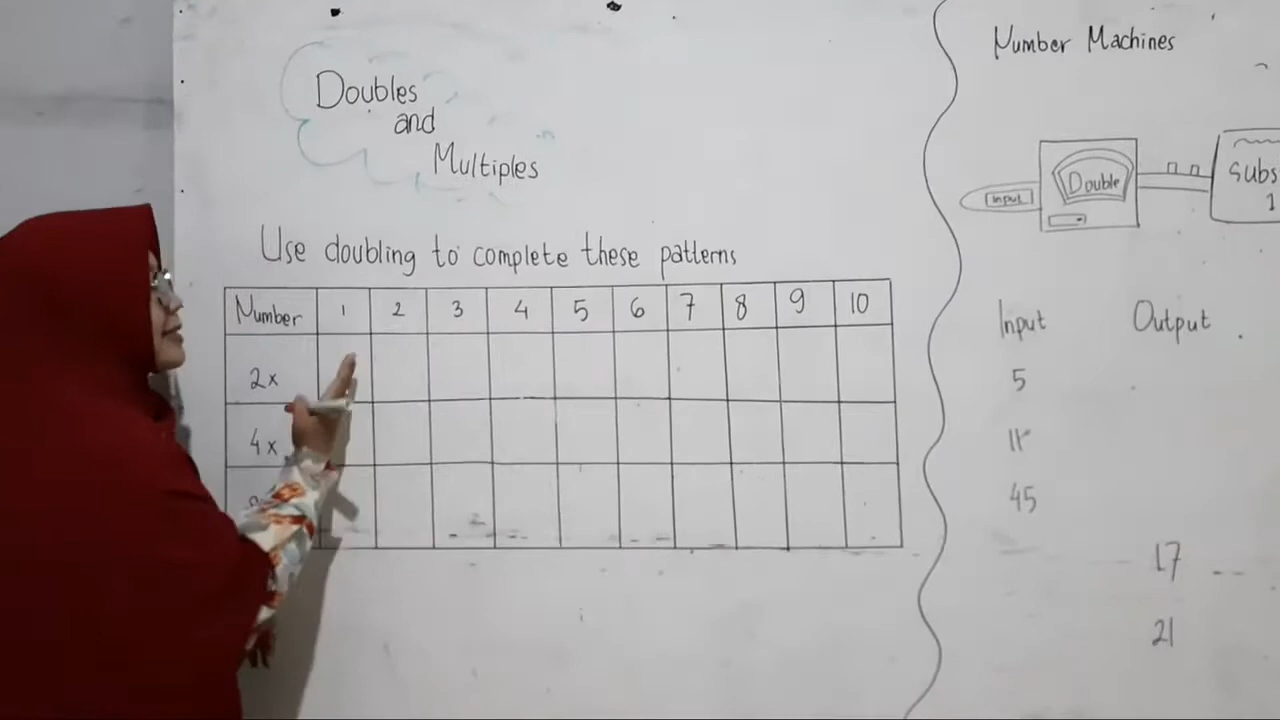 Doubles
and
Multiples
Use doubling to complete these patterns
Number 1 2 3 4 5 6 7 8 9 10
2x
4x
Number Machines
Input
Double
Subs
1
Input Output
5
45
17
21